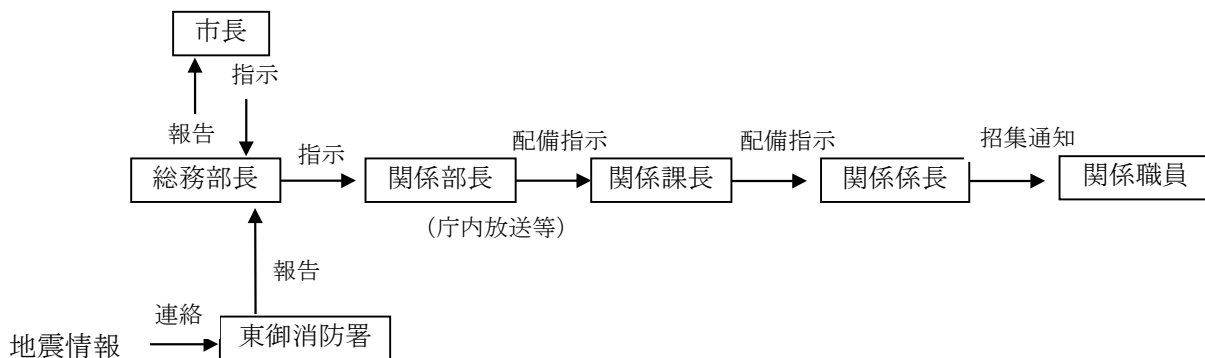 市長
指示
報告
配備指示
配備指示
招集通知
指示
総務部長
関係部長
関係課長
関係係長
関係職員
(庁内放送等)
報告
連絡
東御消防署
地震情報